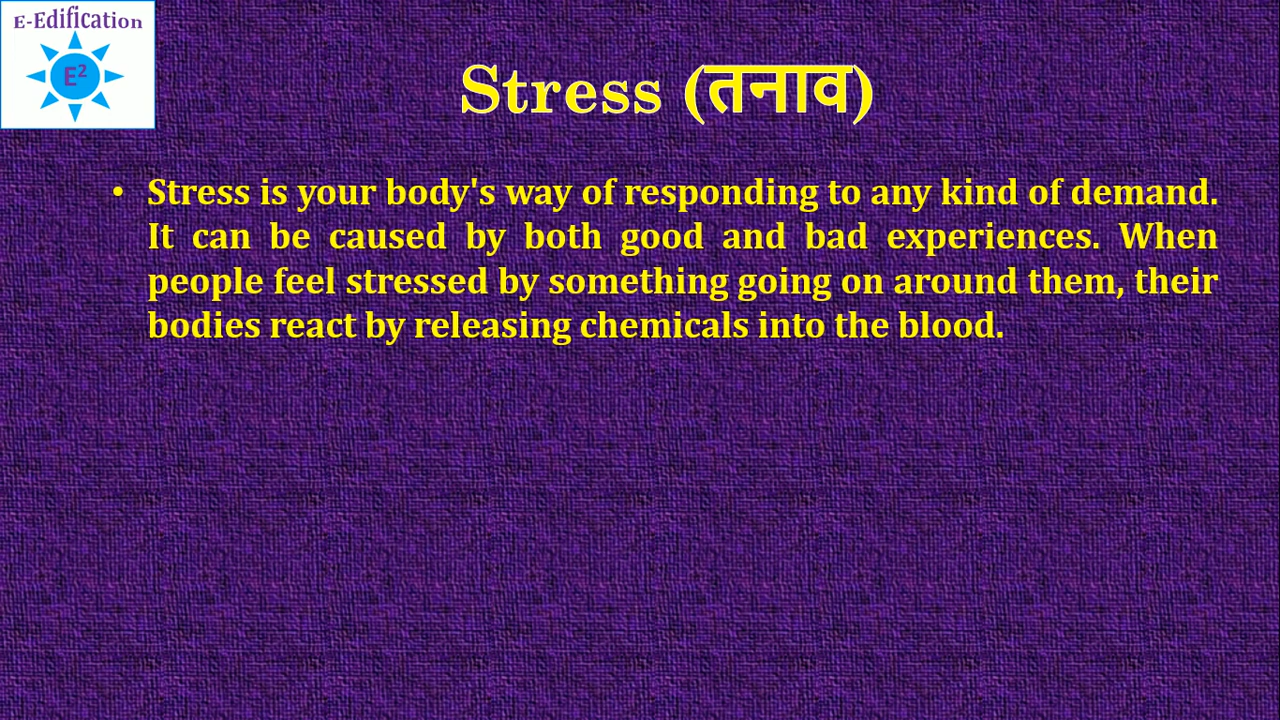 E-Edification
E²
Stress (तनाव)
• Stress is your body's way of responding to any kind of demand.
It can be caused by both good and bad experiences. When
people feel stressed by something going on around them, their
bodies react by releasing chemicals into the blood.